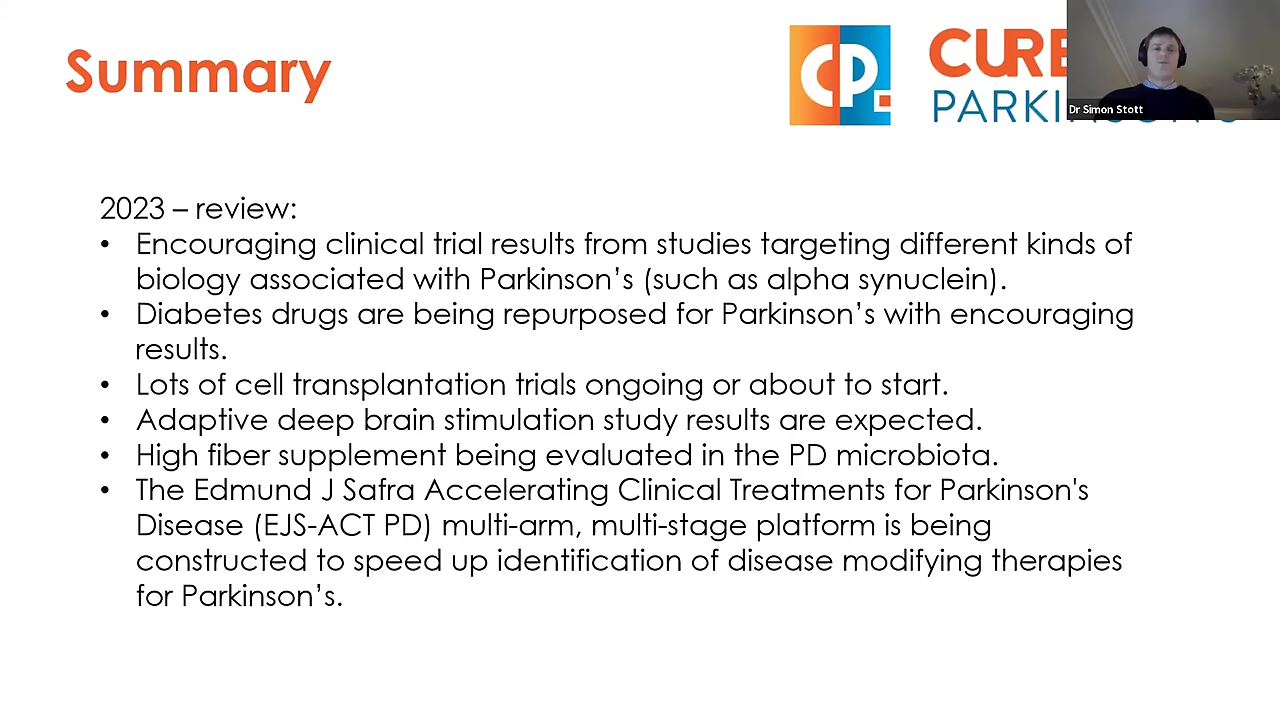 Summary
CP.
CURE
PARKI
Dr Simon Stott
2023 – review:
• Encouraging clinical trial results from studies targeting different kinds of
biology associated with Parkinson’s (such as alpha synuclein).
• Diabetes drugs are being repurposed for Parkinson’s with encouraging
results.
• Lots of cell transplantation trials ongoing or about to start.
• Adaptive deep brain stimulation study results are expected.
• High fiber supplement being evaluated in the PD microbiota.
• The Edmund J Safra Accelerating Clinical Treatments for Parkinson's
Disease (EJS-ACT PD) multi-arm, multi-stage platform is being
constructed to speed up identification of disease modifying therapies
for Parkinson’s.